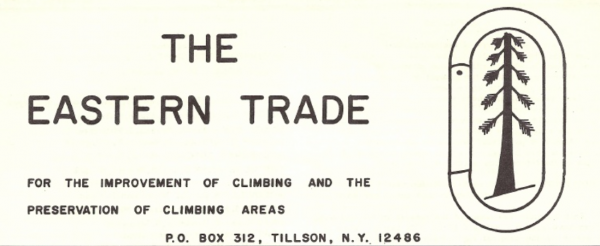 THE
EASTERN TRADE
FOR THE IMPROVEMENT OF CLIMBING AND THE
PRESERVATION OF CLIMBING AREAS
P.O. BOX 312, TILLSON, N.Y. 12486